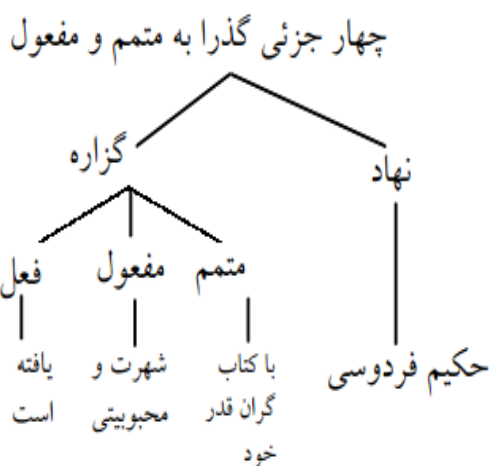 چهار جزئی گذرا به متمم و مفعول
نهاد
گزاره
متمم
مفعول
فعل
حکیم فردوسی
با کتاب
گران قدر
خود
شهرت و
محبوبیتی
یافته
است